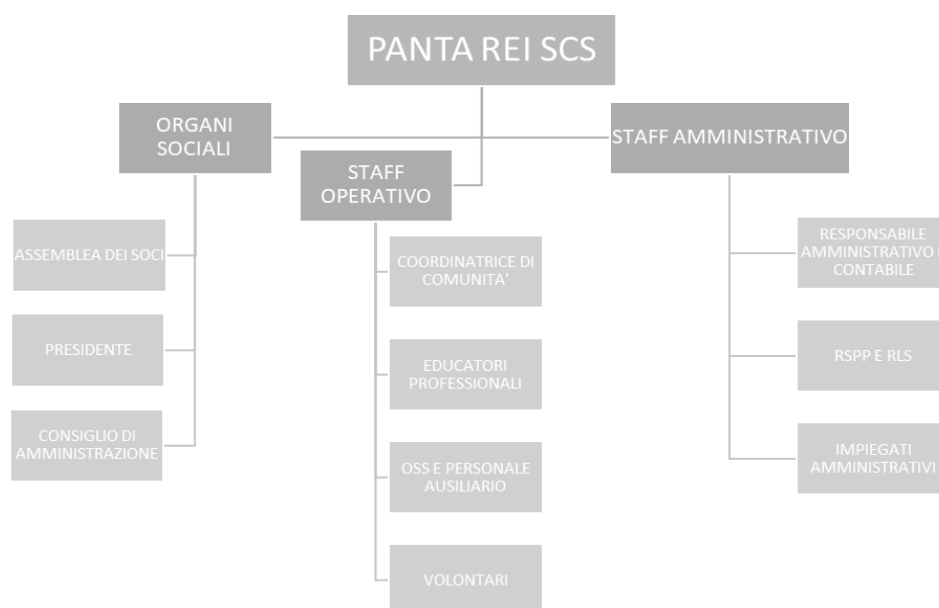 PANTA REI SCS
ORGANI
SOCIALI
STAFF AMMINISTRATIVO
STAFF
OPERATIVO
ASSEMBLEA DEI SOCI
PRESIDENTE
CONSIGLIO DI
AMMINISTRAZIONE
COORDINATRICE DI
COMUNITA'
EDUCATORI
PROFESSIONALI
OSS E PERSONALE
AUSILIARIO
VOLONTARI
RESPONSABILE
AMMINISTRATIVO E
CONTABILE
RSPP E RLS
IMPIEGATI
AMMINISTRATIVI